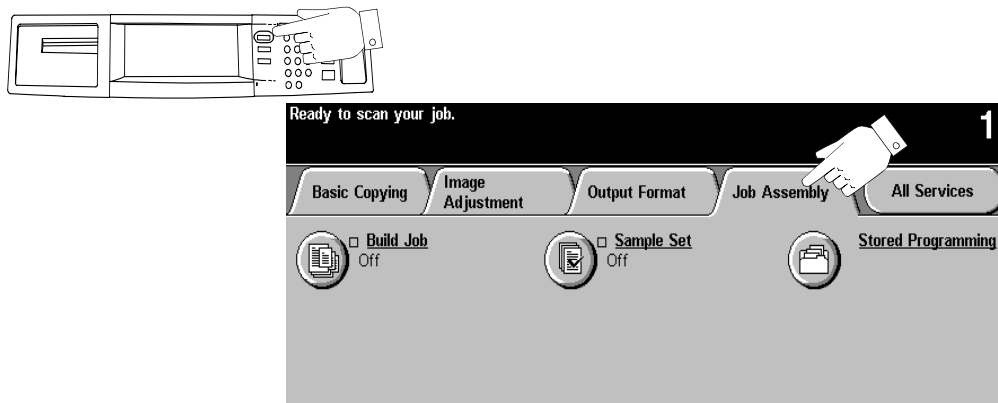 Ready to scan your job.
1
Basic Copying
Image
Adjustment
Output Format
Job Assembly
All Services
Build Job
Off
Sample Set
Off
Stored Programming